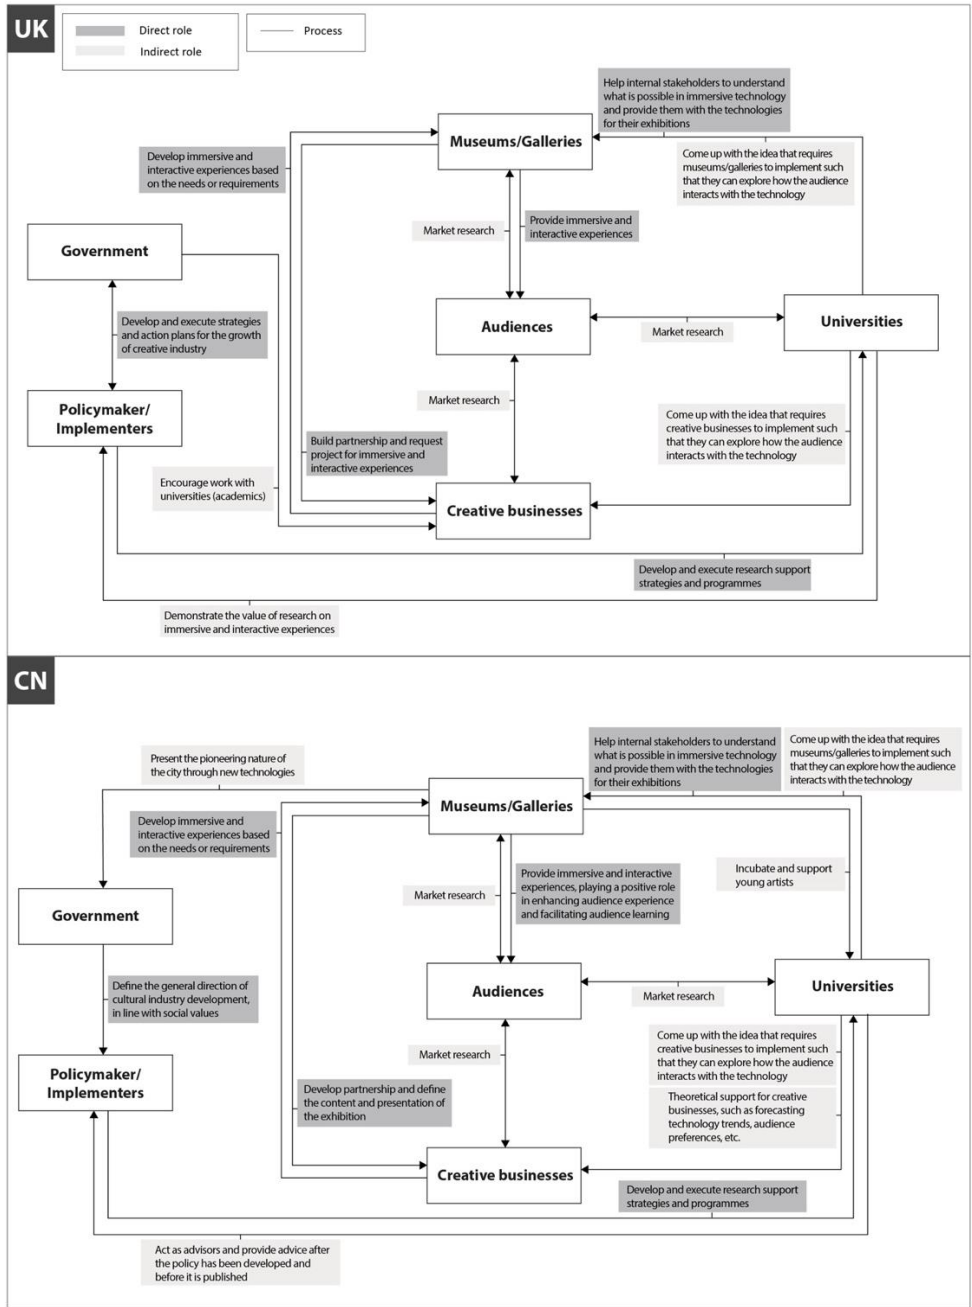 UK
Direct role
Indirect role
Process
Help internal stakeholders to understand
what is possible in immersive technology
and provide them with the technologies
for their exhibitions
Museums/Galleries
Develop immersive and
interactive experiences based
on the needs or requirements
Come up with the idea that requires
museums/galleries to implement such
that they can explore how the audience
interacts with the technology
Market research
Provide immersive and
interactive experiences
Government
Develop and execute strategies
and action plans for the growth
of creative industry
Audiences
Market research
Universities
Policymaker/
Implementers
Market research
Come up with the idea that requires
creative businesses to implement such
that they can explore how the audience
interacts with the technology
Build partnership and request
project for immersive and
interactive experiences
Encourage work with
universities (academics)
Creative businesses
Develop and execute research support
strategies and programmes
Demonstrate the value of research on
immersive and interactive experiences
CN
Present the pioneering nature of
the city through new technologies
Help internal stakeholders to understand
what is possible in immersive technology
and provide them with the technologies
for their exhibitions
Come up with the idea that requires
museums/galleries to implement such
that they can explore how the audience
interacts with the technology
Museums/Galleries
Develop immersive and
interactive experiences based
on the needs or requirements
Market research
Provide immersive and interactive
experiences, playing a positive role
in enhancing audience experience
and facilitating audience learning
Incubate and support
young artists
Government
Define the general direction of
cultural industry development,
in line with social values
Audiences
Market research
Universities
Policymaker/
Implementers
Market research
Come up with the idea that requires
creative businesses to implement such
that they can explore how the audience
interacts with the technology
Develop partnership and define
the content and presentation of
the exhibition
Theoretical support for creative
businesses, such as forecasting
technology trends, audience
preferences, etc.
Creative businesses
Develop and execute research support
strategies and programmes
Act as advisors and provide advice after
the policy has been developed and
before it is published